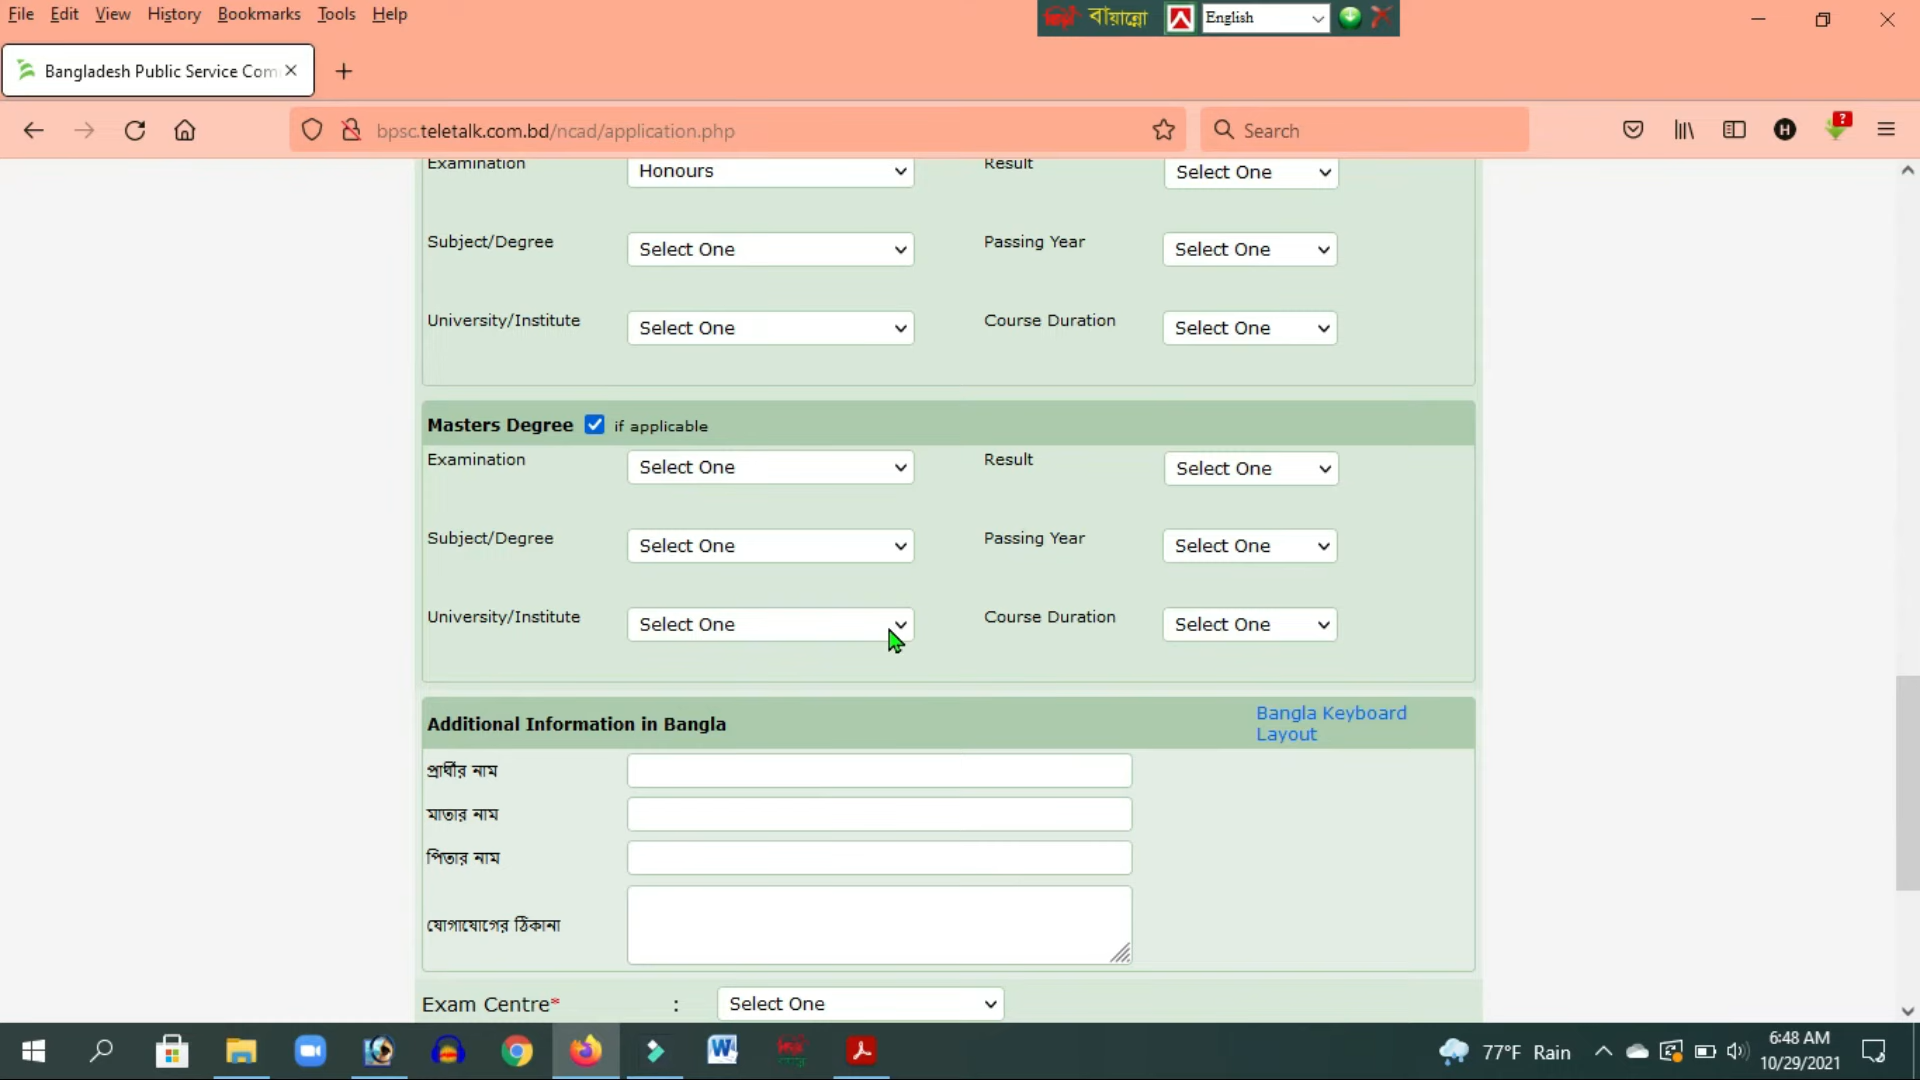 File Edit View History Bookmarks Tools Help
বায়ান্নো English
Bangladesh Public Service Com
bpsc.teletalk.com.bd/ncad/application.php
Search
Examination Honours Result Select One
Subject/Degree Select One Passing Year Select One
University/Institute Select One Course Duration Select One
Masters Degree if applicable
Examination Select One Result Select One
Subject/Degree Select One Passing Year Select One
University/Institute Select One Course Duration Select One
Additional Information in Bangla
Bangla Keyboard
Layout
প্রার্থীর নাম
মাতার নাম
পিতার নাম
যোগাযোগের ঠিকানা
Exam Centre* : Select One
77°F Rain
6:48 AM
10/29/2021